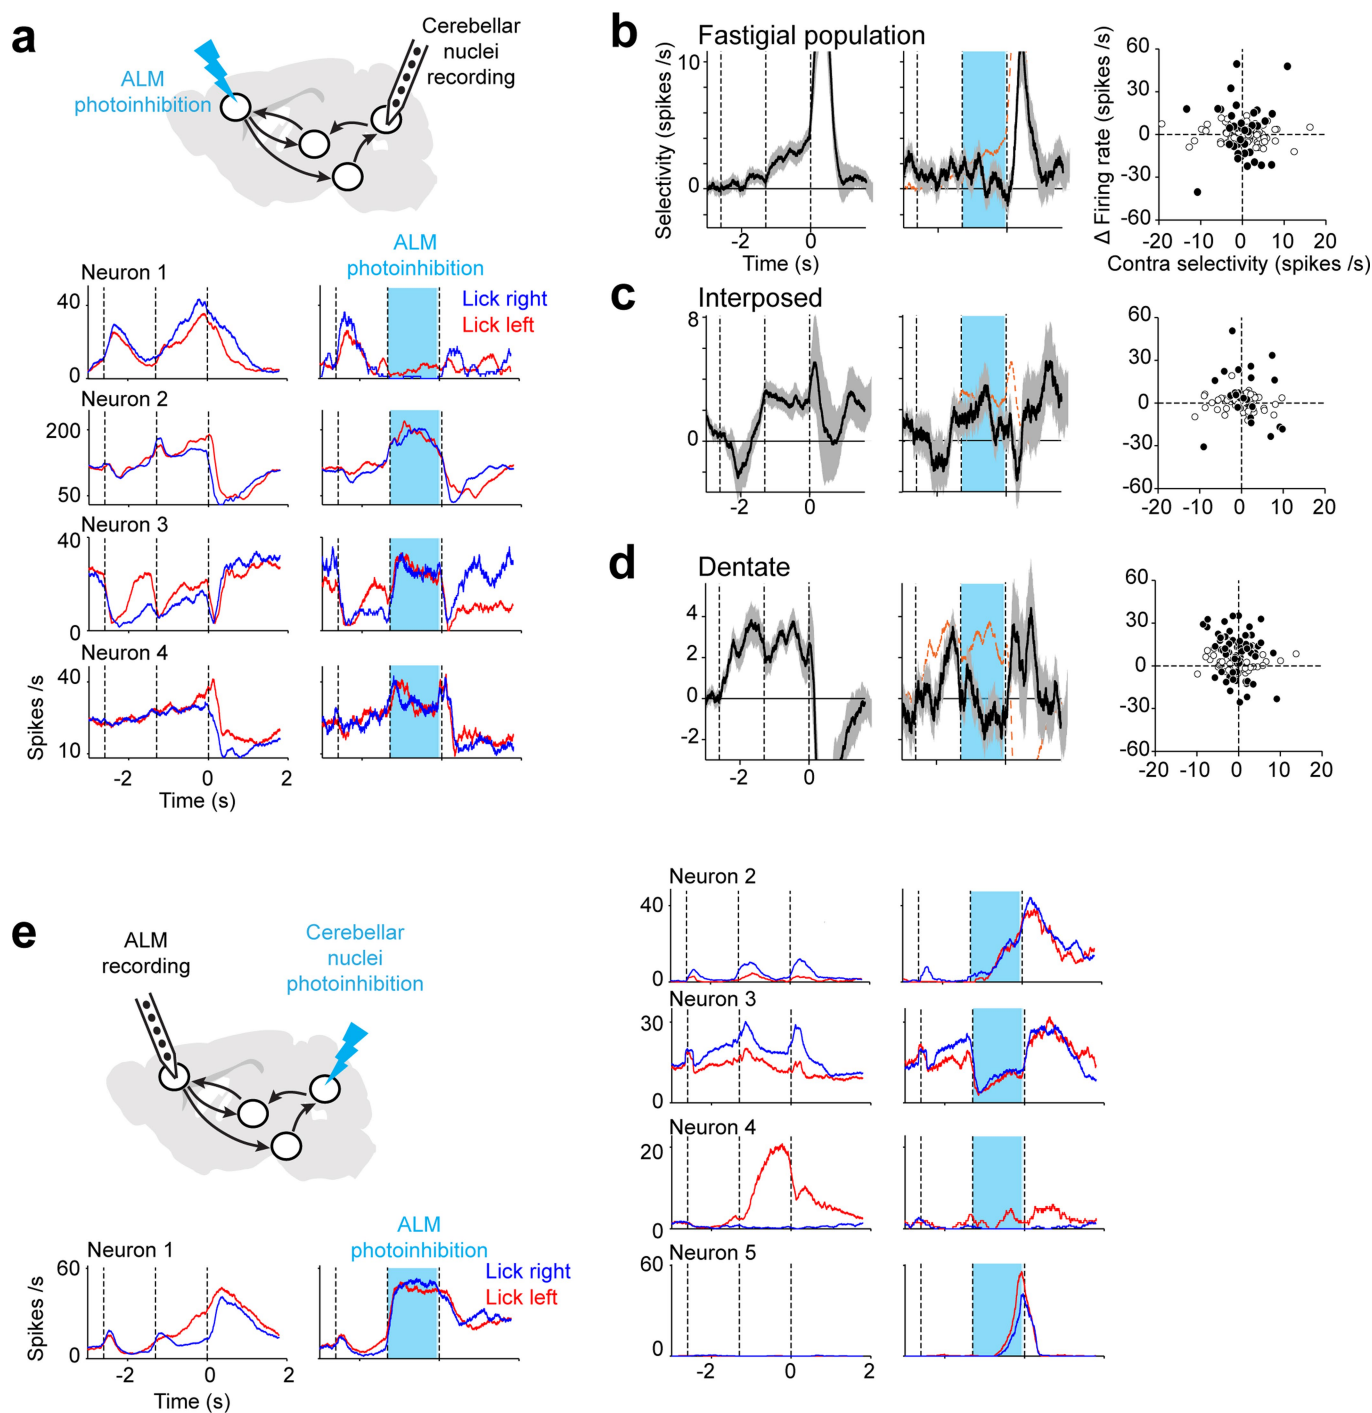 a
ALM
photoinhibition
Cerebellar
nuclei
recording
ALM
photoinhibition
Neuron 1
Lick right
Lick left
40
0
Neuron 2
200
50
Neuron 3
40
0
Neuron 4
40
10
Spikes /s
-2
0
2
Time (s)
b
Fastigial population
Selectivity (spikes /s)
10
0
-2
0
Time (s)
Δ Firing rate (spikes /s)
60
30
0
-30
-60
-20
-10
0
10
20
Contra selectivity (spikes /s)
c
Interposed
8
0
-2
0
60
30
0
-30
-60
-20
-10
0
10
20
d
Dentate
4
2
0
-2
-2
0
60
30
0
-30
-60
-20
-10
0
10
20
e
ALM
recording
Cerebellar
nuclei
photoinhibition
Neuron 1
ALM
photoinhibition
Lick right
Lick left
60
0
Spikes /s
-2
0
2
Time (s)
Neuron 2
40
0
Neuron 3
30
0
Neuron 4
20
0
Neuron 5
60
0
-2
0
2